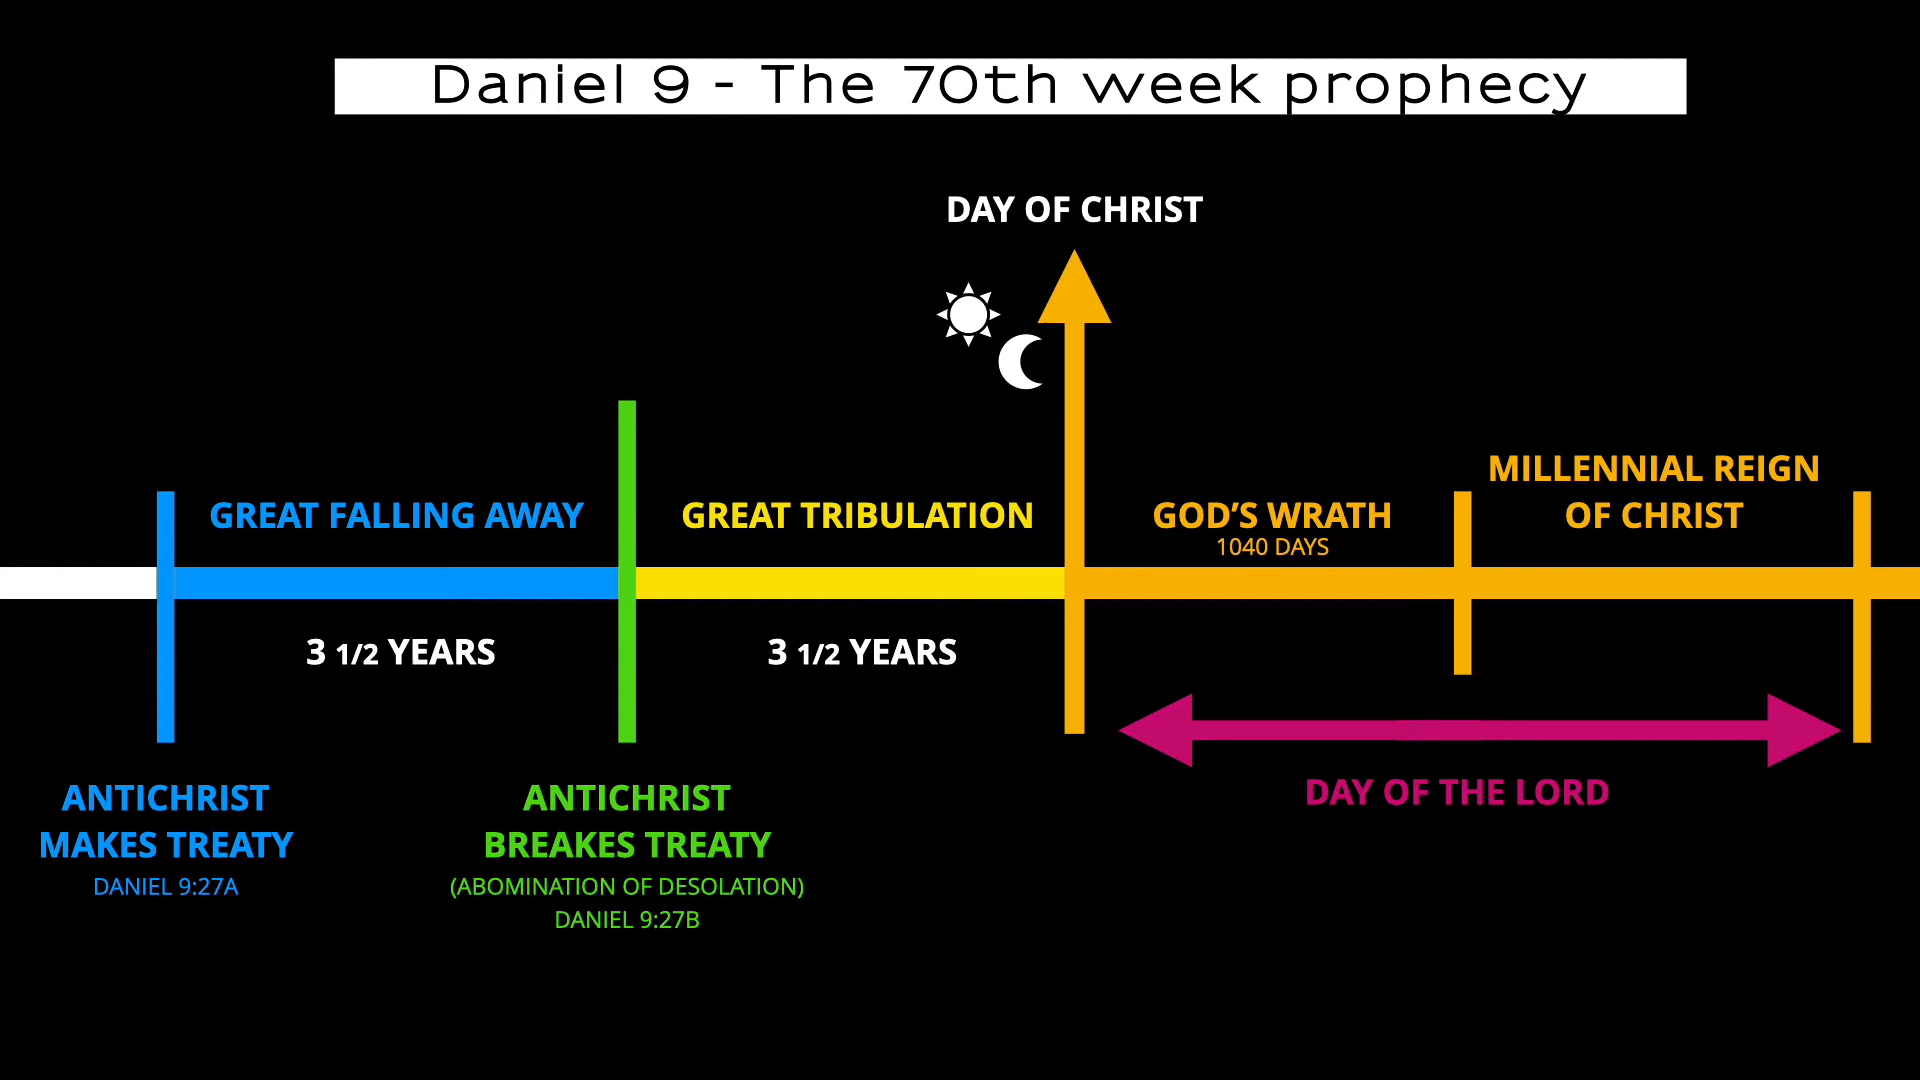 Daniel 9 - The 70th week prophecy
DAY OF CHRIST
GREAT FALLING AWAY
GREAT TRIBULATION
GOD'S WRATH
1040 DAYS
MILLENNIAL REIGN
OF CHRIST
3 1/2 YEARS
3 1/2 YEARS
ANTICHRIST
MAKES TREATY
DANIEL 9:27A
ANTICHRIST
BREAKES TREATY
(ABOMINATION OF DESOLATION)
DANIEL 9:27B
DAY OF THE LORD